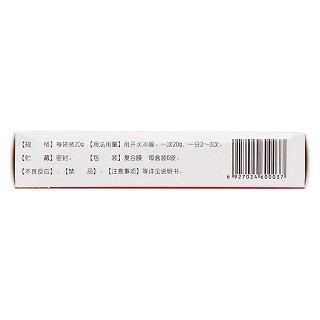 【规　格】每袋装20g 【用法用量】用开水冲服。一次20g，一日2～3次。
【贮　藏】密封。 【包　装】复合膜 每盒装6袋。
【不良反应】、【禁　忌】、【注意事项】等详见说明书。
6 927024 600037